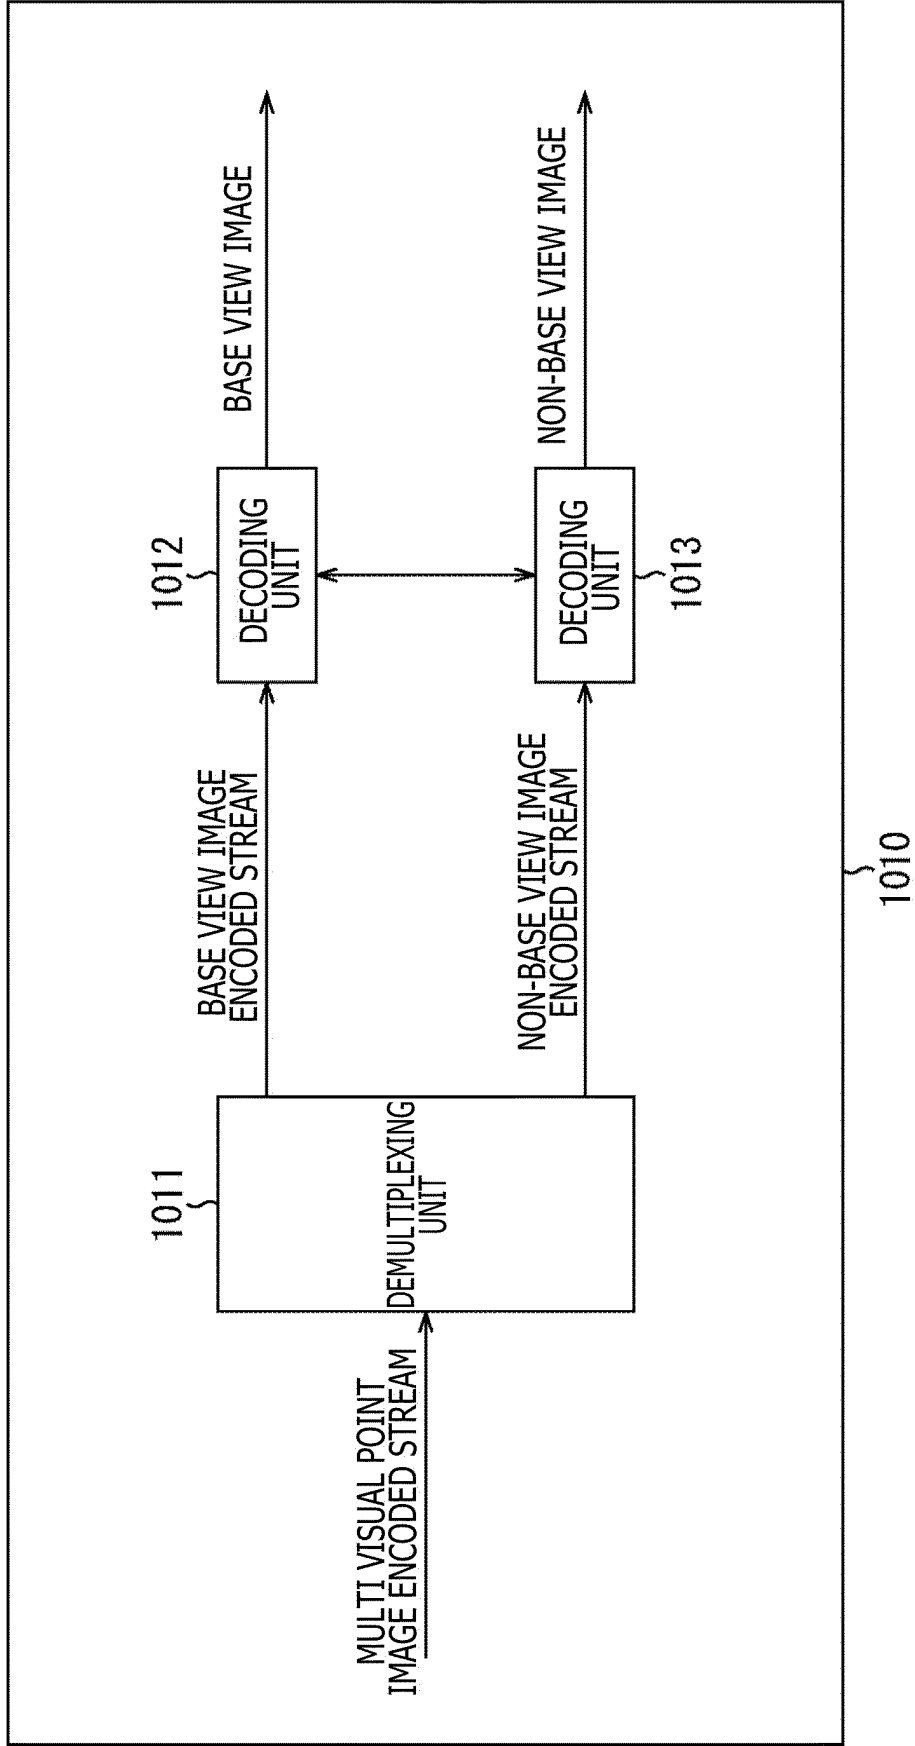 MULTI VISUAL POINT
IMAGE ENCODED STREAM
1011
DEMULTIPLEXING
UNIT
BASE VIEW IMAGE
ENCODED STREAM
1012
DECODING
UNIT
BASE VIEW IMAGE
NON-BASE VIEW IMAGE
ENCODED STREAM
DECODING
UNIT
1013
NON-BASE VIEW IMAGE
1010